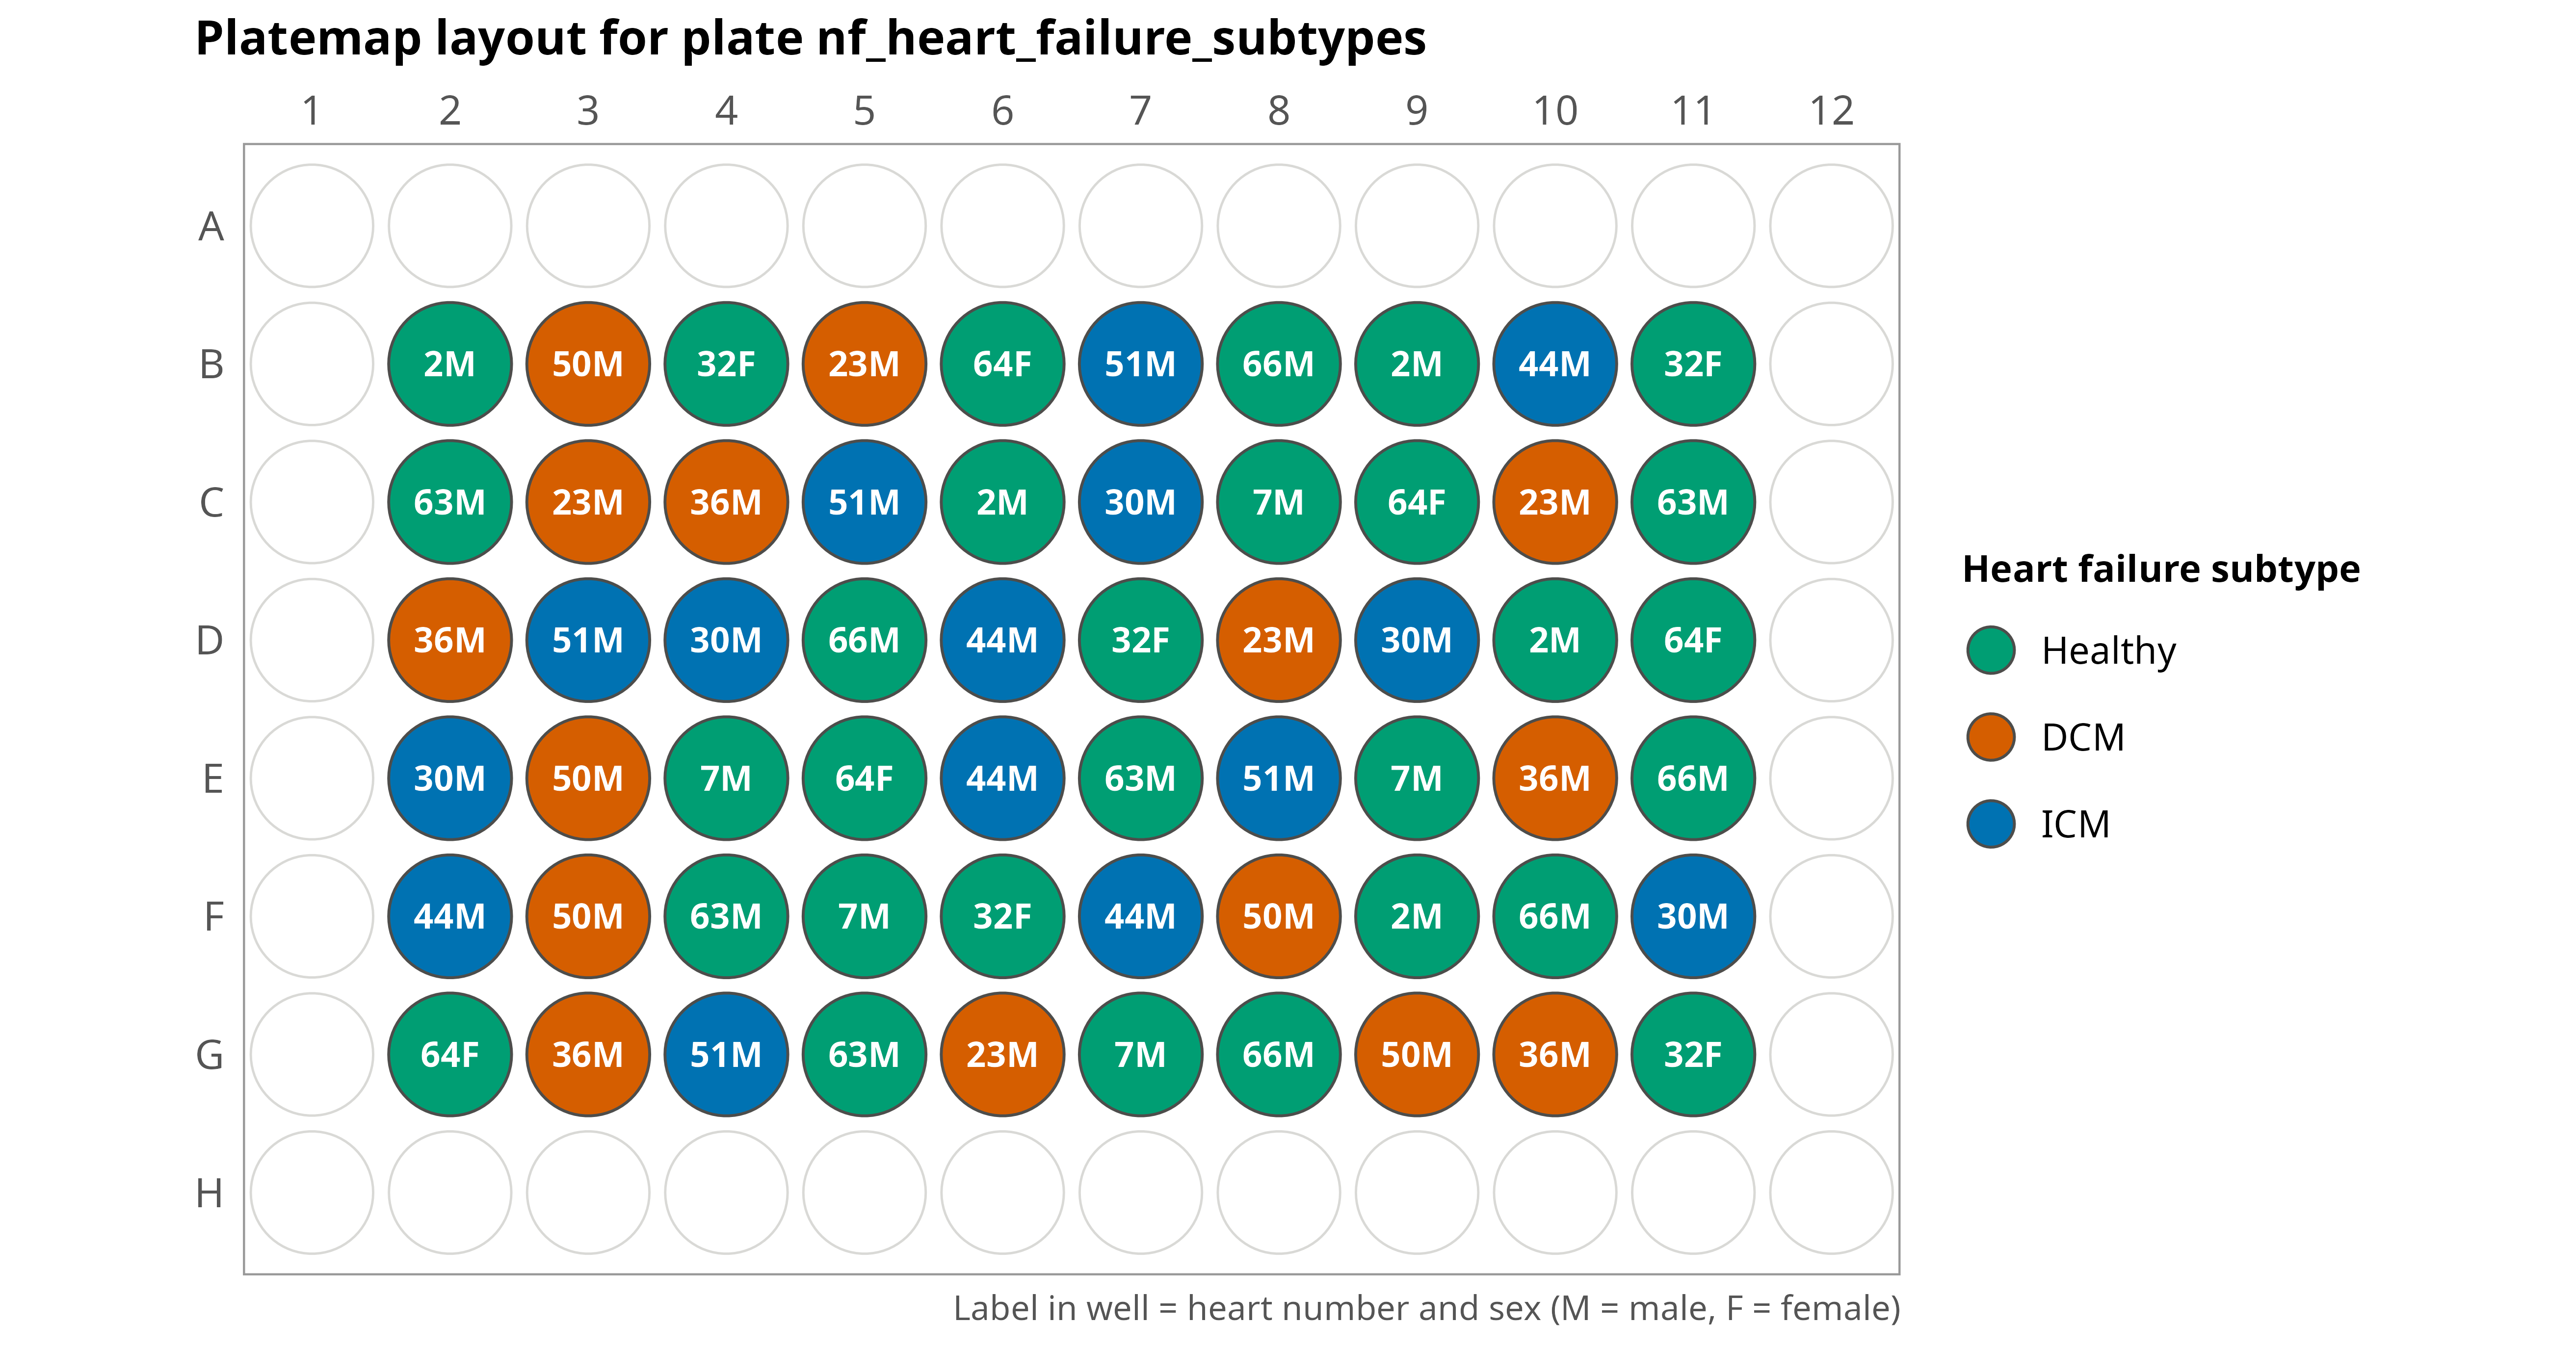 Platemap layout for plate nf_heart_failure_subtypes
1 2 3 4 5 6 7 8 9 10 11 12
A
B 2M 50M 32F 23M 64F 51M 66M 2M 44M 32F
C 63M 23M 36M 51M 2M 30M 7M 64F 23M 63M
D 36M 51M 30M 66M 44M 32F 23M 30M 2M 64F
E 30M 50M 7M 64F 44M 63M 51M 7M 36M 66M
F 44M 50M 63M 7M 32F 44M 50M 2M 66M 30M
G 64F 36M 51M 63M 23M 7M 66M 50M 36M 32F
H
Label in well = heart number and sex (M = male, F = female)
Heart failure subtype
Healthy
DCM
ICM